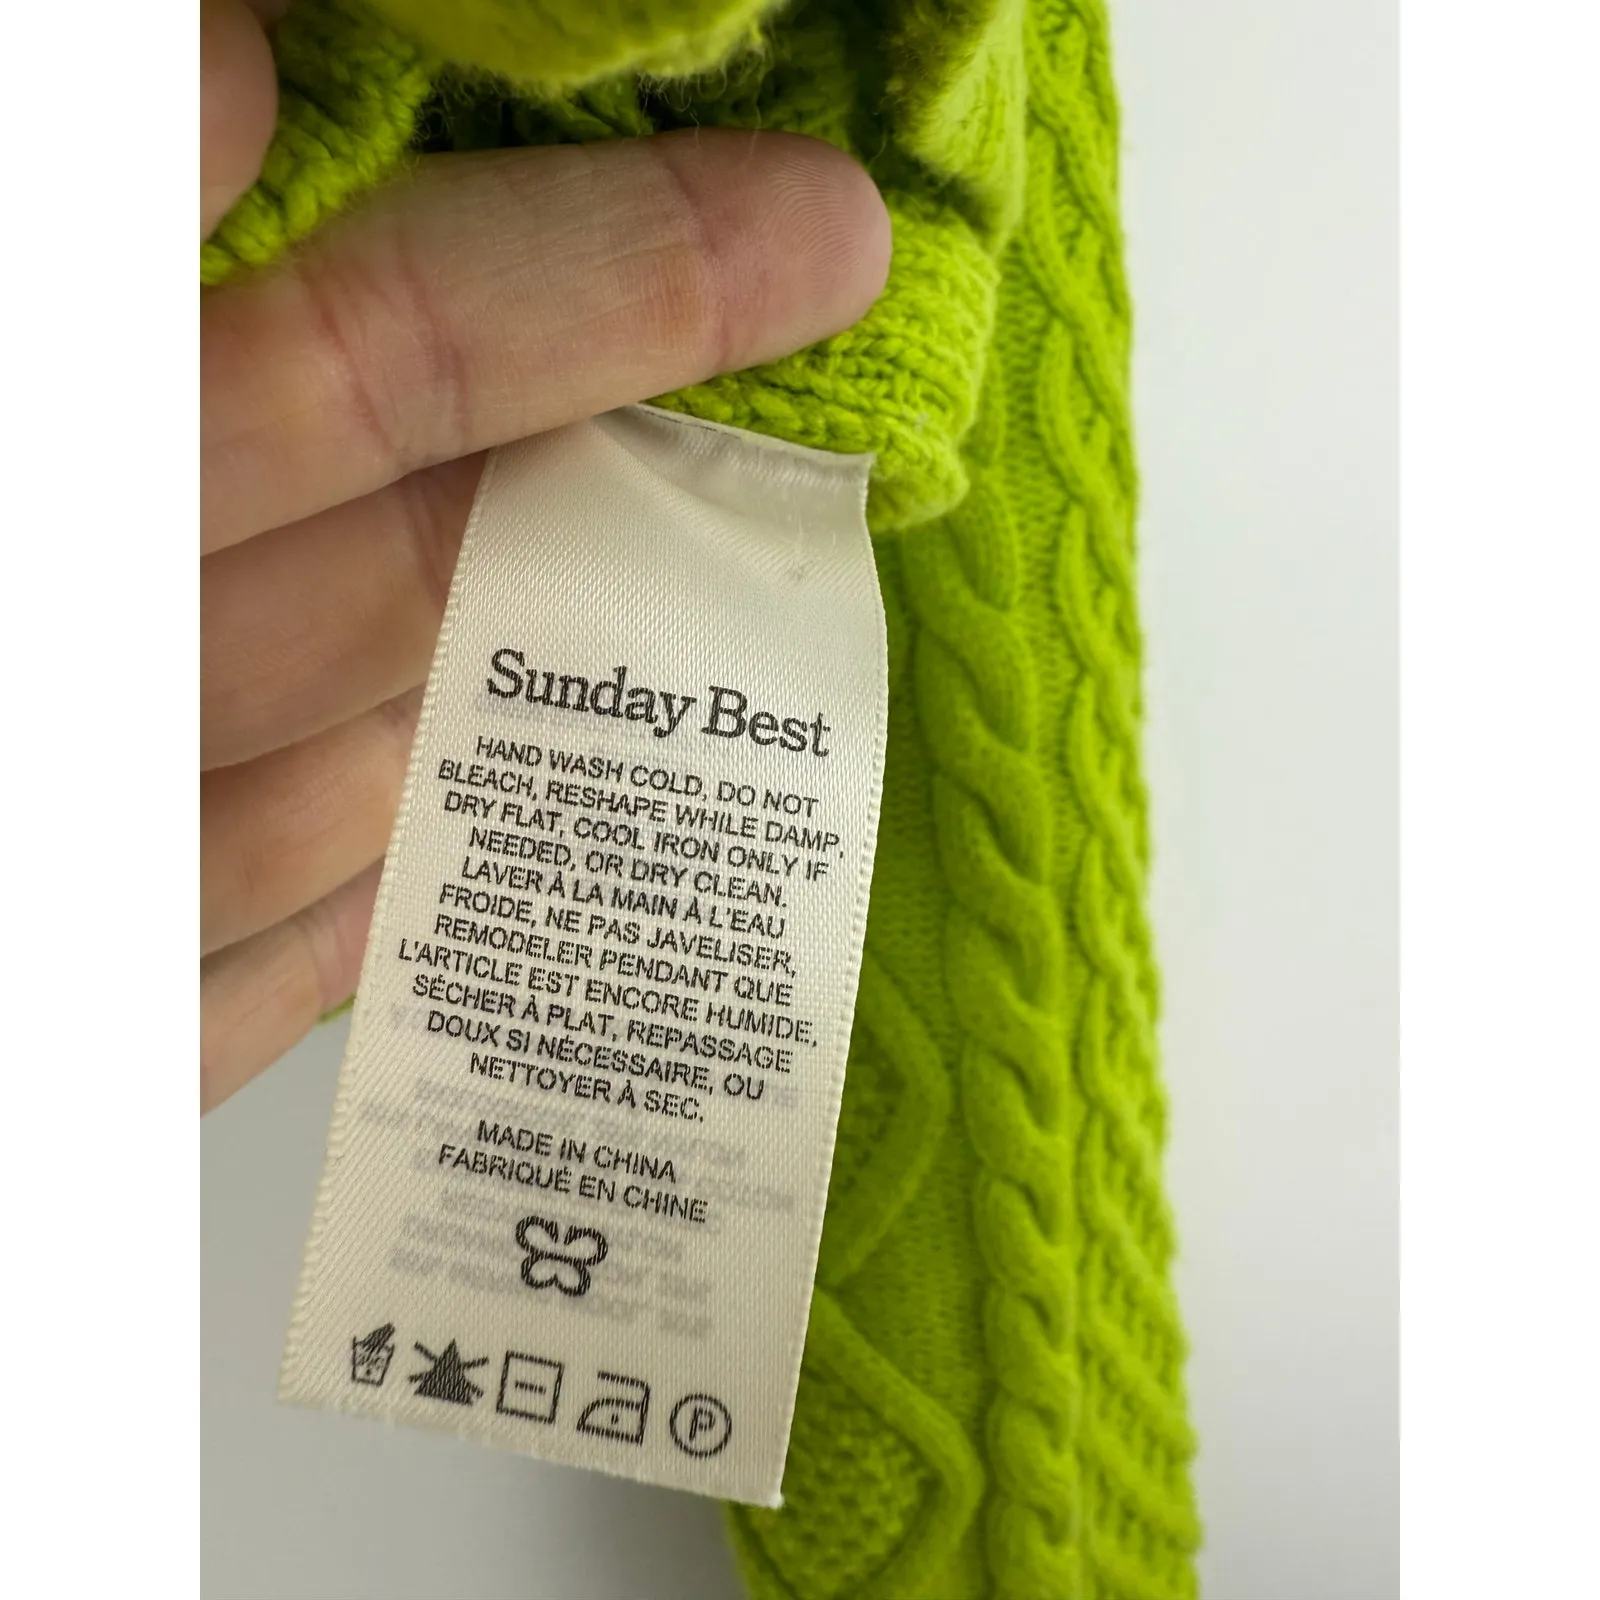 Sunday Best
HAND WASH COLD, DO NOT
BLEACH, RESHAPE WHILE DAMP,
DRY FLAT, COOL IRON ONLY IF
NEEDED, OR DRY CLEAN.
LAVER À LA MAIN À L'EAU
FROIDE, NE PAS JAVELISER,
REMODELER PENDANT QUE
L'ARTICLE EST ENCORE HUMIDE,
SÉCHER À PLAT, REPASSAGE
DOUX SI NÉCESSAIRE, OU
NETTOYER À SEC.
MADE IN CHINA
FABRIQUÉ EN CHINE
P